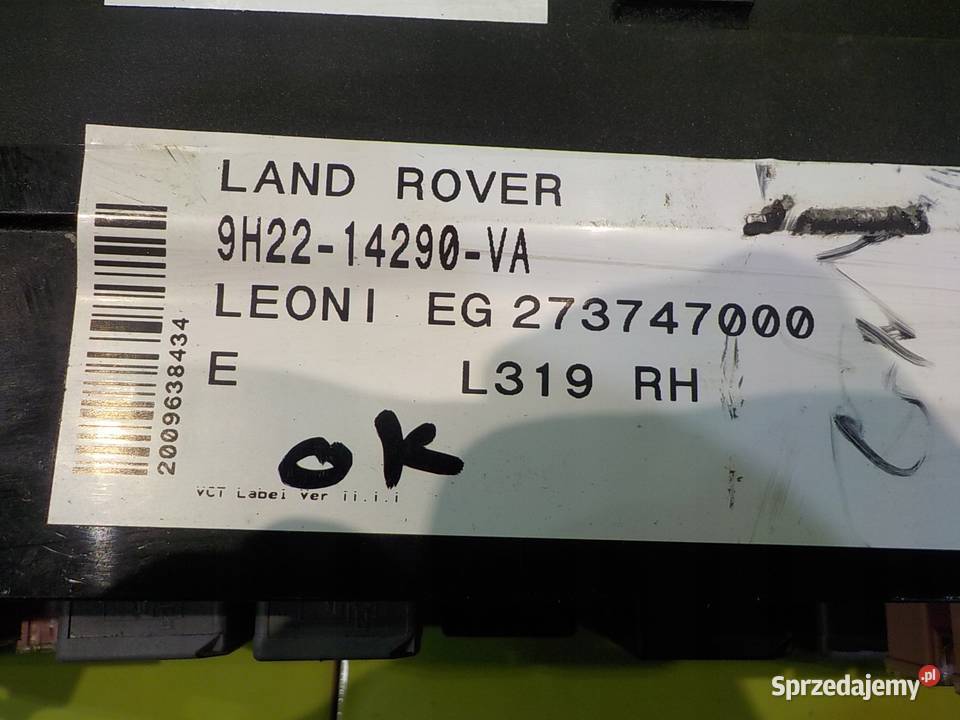 LAND ROVER
9H22-14290-VA
LEONI EG 273747000
E L319 RH
2009638434
OK
VCT Label Ver ii.i.i
Sprzedajemy.pl